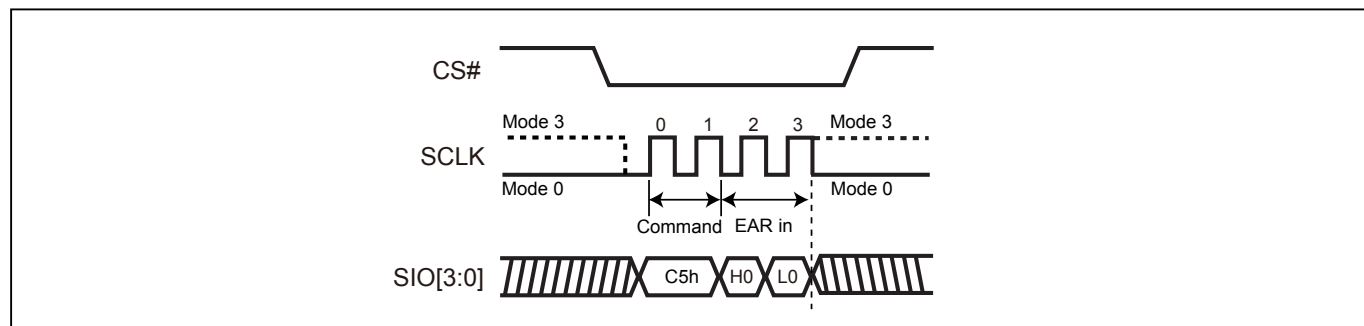 CS#
Mode 3 0 1 2 3 Mode 3
SCLK
Mode 0 Mode 0
Command EAR in
SIO[3:0] C5h H0 L0